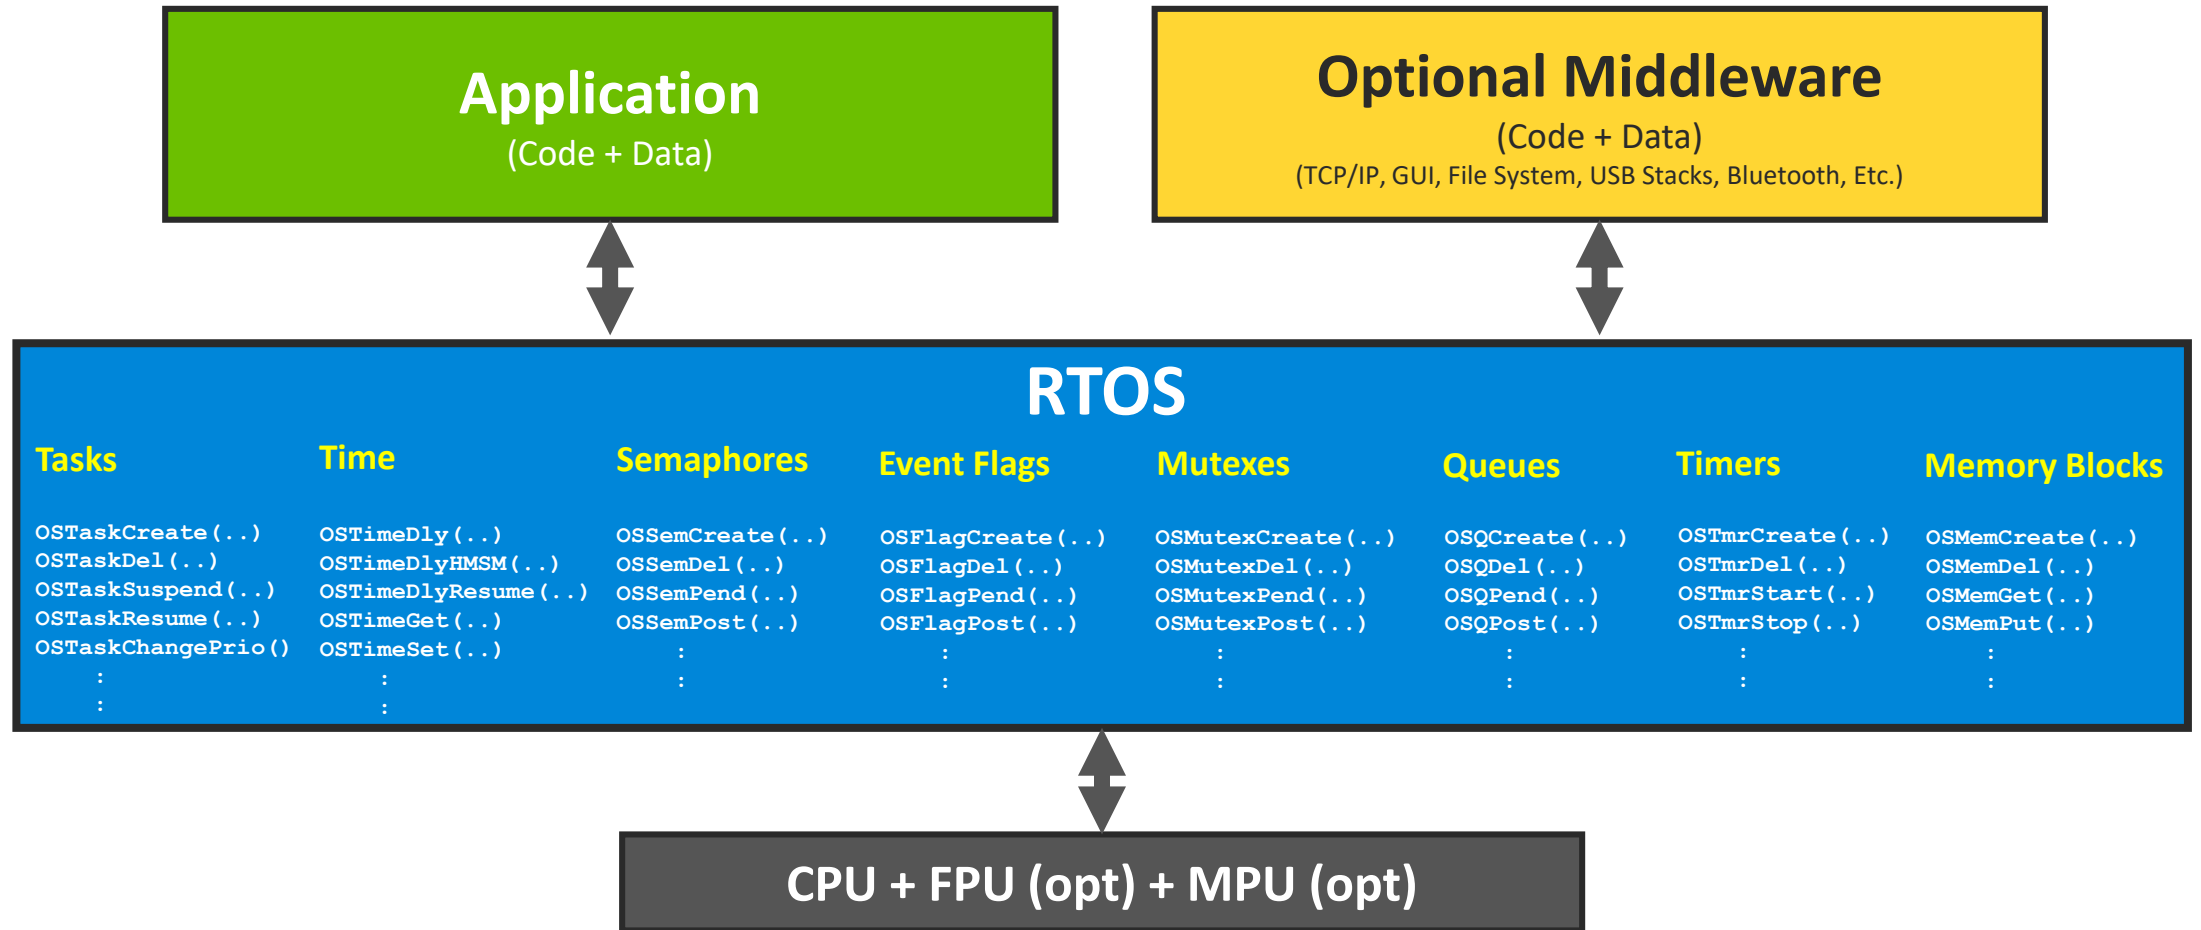 Application
(Code + Data)
Optional Middleware
(Code + Data)
(TCP/IP, GUI, File System, USB Stacks, Bluetooth, Etc.)
RTOS
Tasks
OSTaskCreate(..)
OSTaskDel(..)
OSTaskSuspend(..)
OSTaskResume(..)
OSTaskChangePrio()
:
:
Time
OSTimeDly(..)
OSTimeDlyHMSM(..)
OSTimeDlyResume(..)
OSTimeGet(..)
OSTimeSet(..)
:
:
Semaphores
OSSemCreate(..)
OSSemDel(..)
OSSemPend(..)
OSSemPost(..)
:
:
Event Flags
OSFlagCreate(..)
OSFlagDel(..)
OSFlagPend(..)
OSFlagPost(..)
:
:
Mutexes
OSMutexCreate(..)
OSMutexDel(..)
OSMutexPend(..)
OSMutexPost(..)
:
:
Queues
OSQCreate(..)
OSQDel(..)
OSQPend(..)
OSQPost(..)
:
:
Timers
OSTmrCreate(..)
OSTmrDel(..)
OSTmrStart(..)
OSTmrStop(..)
:
:
Memory Blocks
OSMemCreate(..)
OSMemDel(..)
OSMemGet(..)
OSMemPut(..)
:
:
CPU + FPU (opt) + MPU (opt)